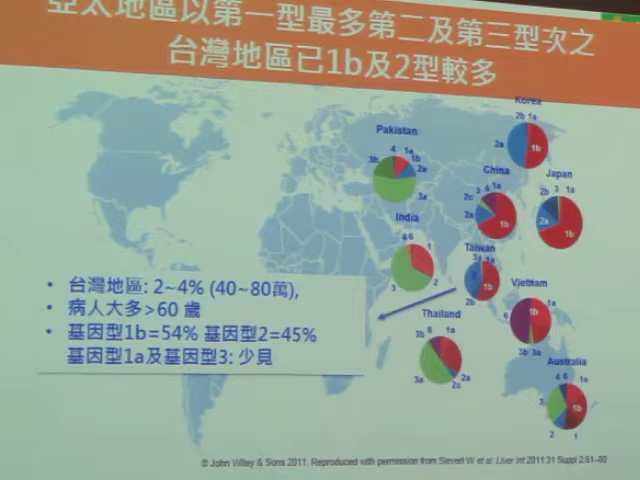 亞太地區以第一型最多第二及第三型次之
台灣地區已1b及2型較多
Korea
2b 1a
2a
1b
Pakistan
4 1a
1b
3b
2a
3a
China
3 6 1a
2c
2a
1b
Japan
2b 3 1a
2a
1b
India
4 6
1
3
2
Taiwan
2b
1b
Vietnam
1a
1b
6
3b 3a
Thailand
3b 6 1a
3a
2c
2a
Australia
4 6 1a
3
1b
2
1
• 台灣地區: 2~4% (40~80萬),
• 病人大多>60 歲
• 基因型1b=54% 基因型2=45%
基因型1a及基因型3: 少見
© John Wiley & Sons 2011. Reproduced with permission from Sievert W et al. Liver Int 2011;31 Suppl 2:61–80